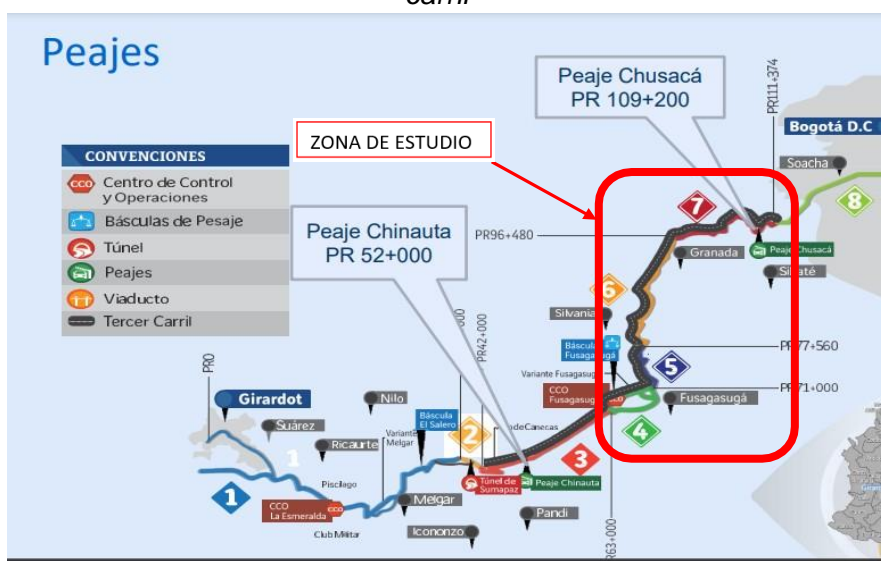 carril
Peajes
Peaje Chusacá
PR 109+200
PR111+374
Bogotá D.C
ZONA DE ESTUDIO
Soacha
CONVENCIONES
CCO
Centro de Control
y Operaciones
Básculas de Pesaje
Túnel
Peajes
Viaducto
Tercer Carril
Peaje Chinauta
PR 52+000
PR96+480
7
8
Granada
Peaje Chusacá
Sibaté
6
Silvania
000
PR42+000
Báscula
Fusagasugá
PR77+560
PR0
Variante Fusagasugá
5
CCO
Fusagasugá
PR71+000
Girardot
Nilo
Fusagasugá
Suárez
Báscula
El Salero
4
Variante
Melgar
2
Ricaurte
3
1
1
Piscilago
Túnel de
Sumapaz
Peaje Chinauta
Melgar
CCO
La Esmeralda
CCO
Pandi
Club Militar
Icononzo
R63+000